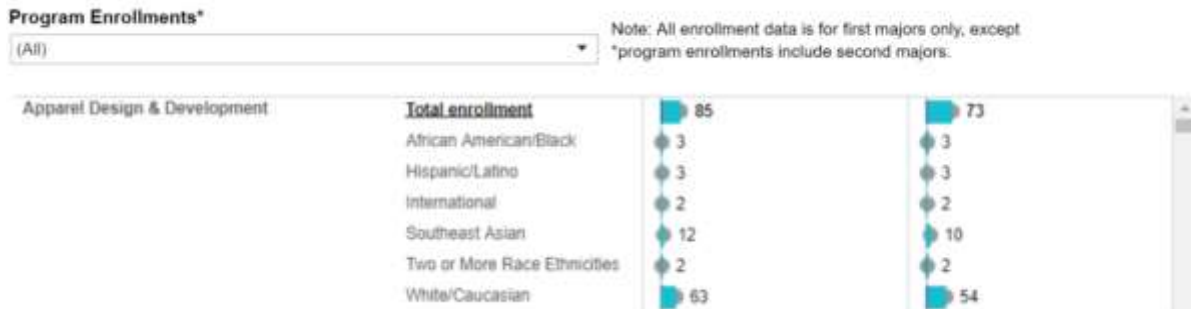 Program Enrollments*
Note: All enrollment data is for first majors only, except
(All)
*program enrollments include second majors.
Apparel Design & Development Total enrollment 85 73
African American/Black 3 3
Hispanic/Latino 3 3
International 2 2
Southeast Asian 12 10
Two or More Race Ethnicities 2 2
White/Caucasian 63 54